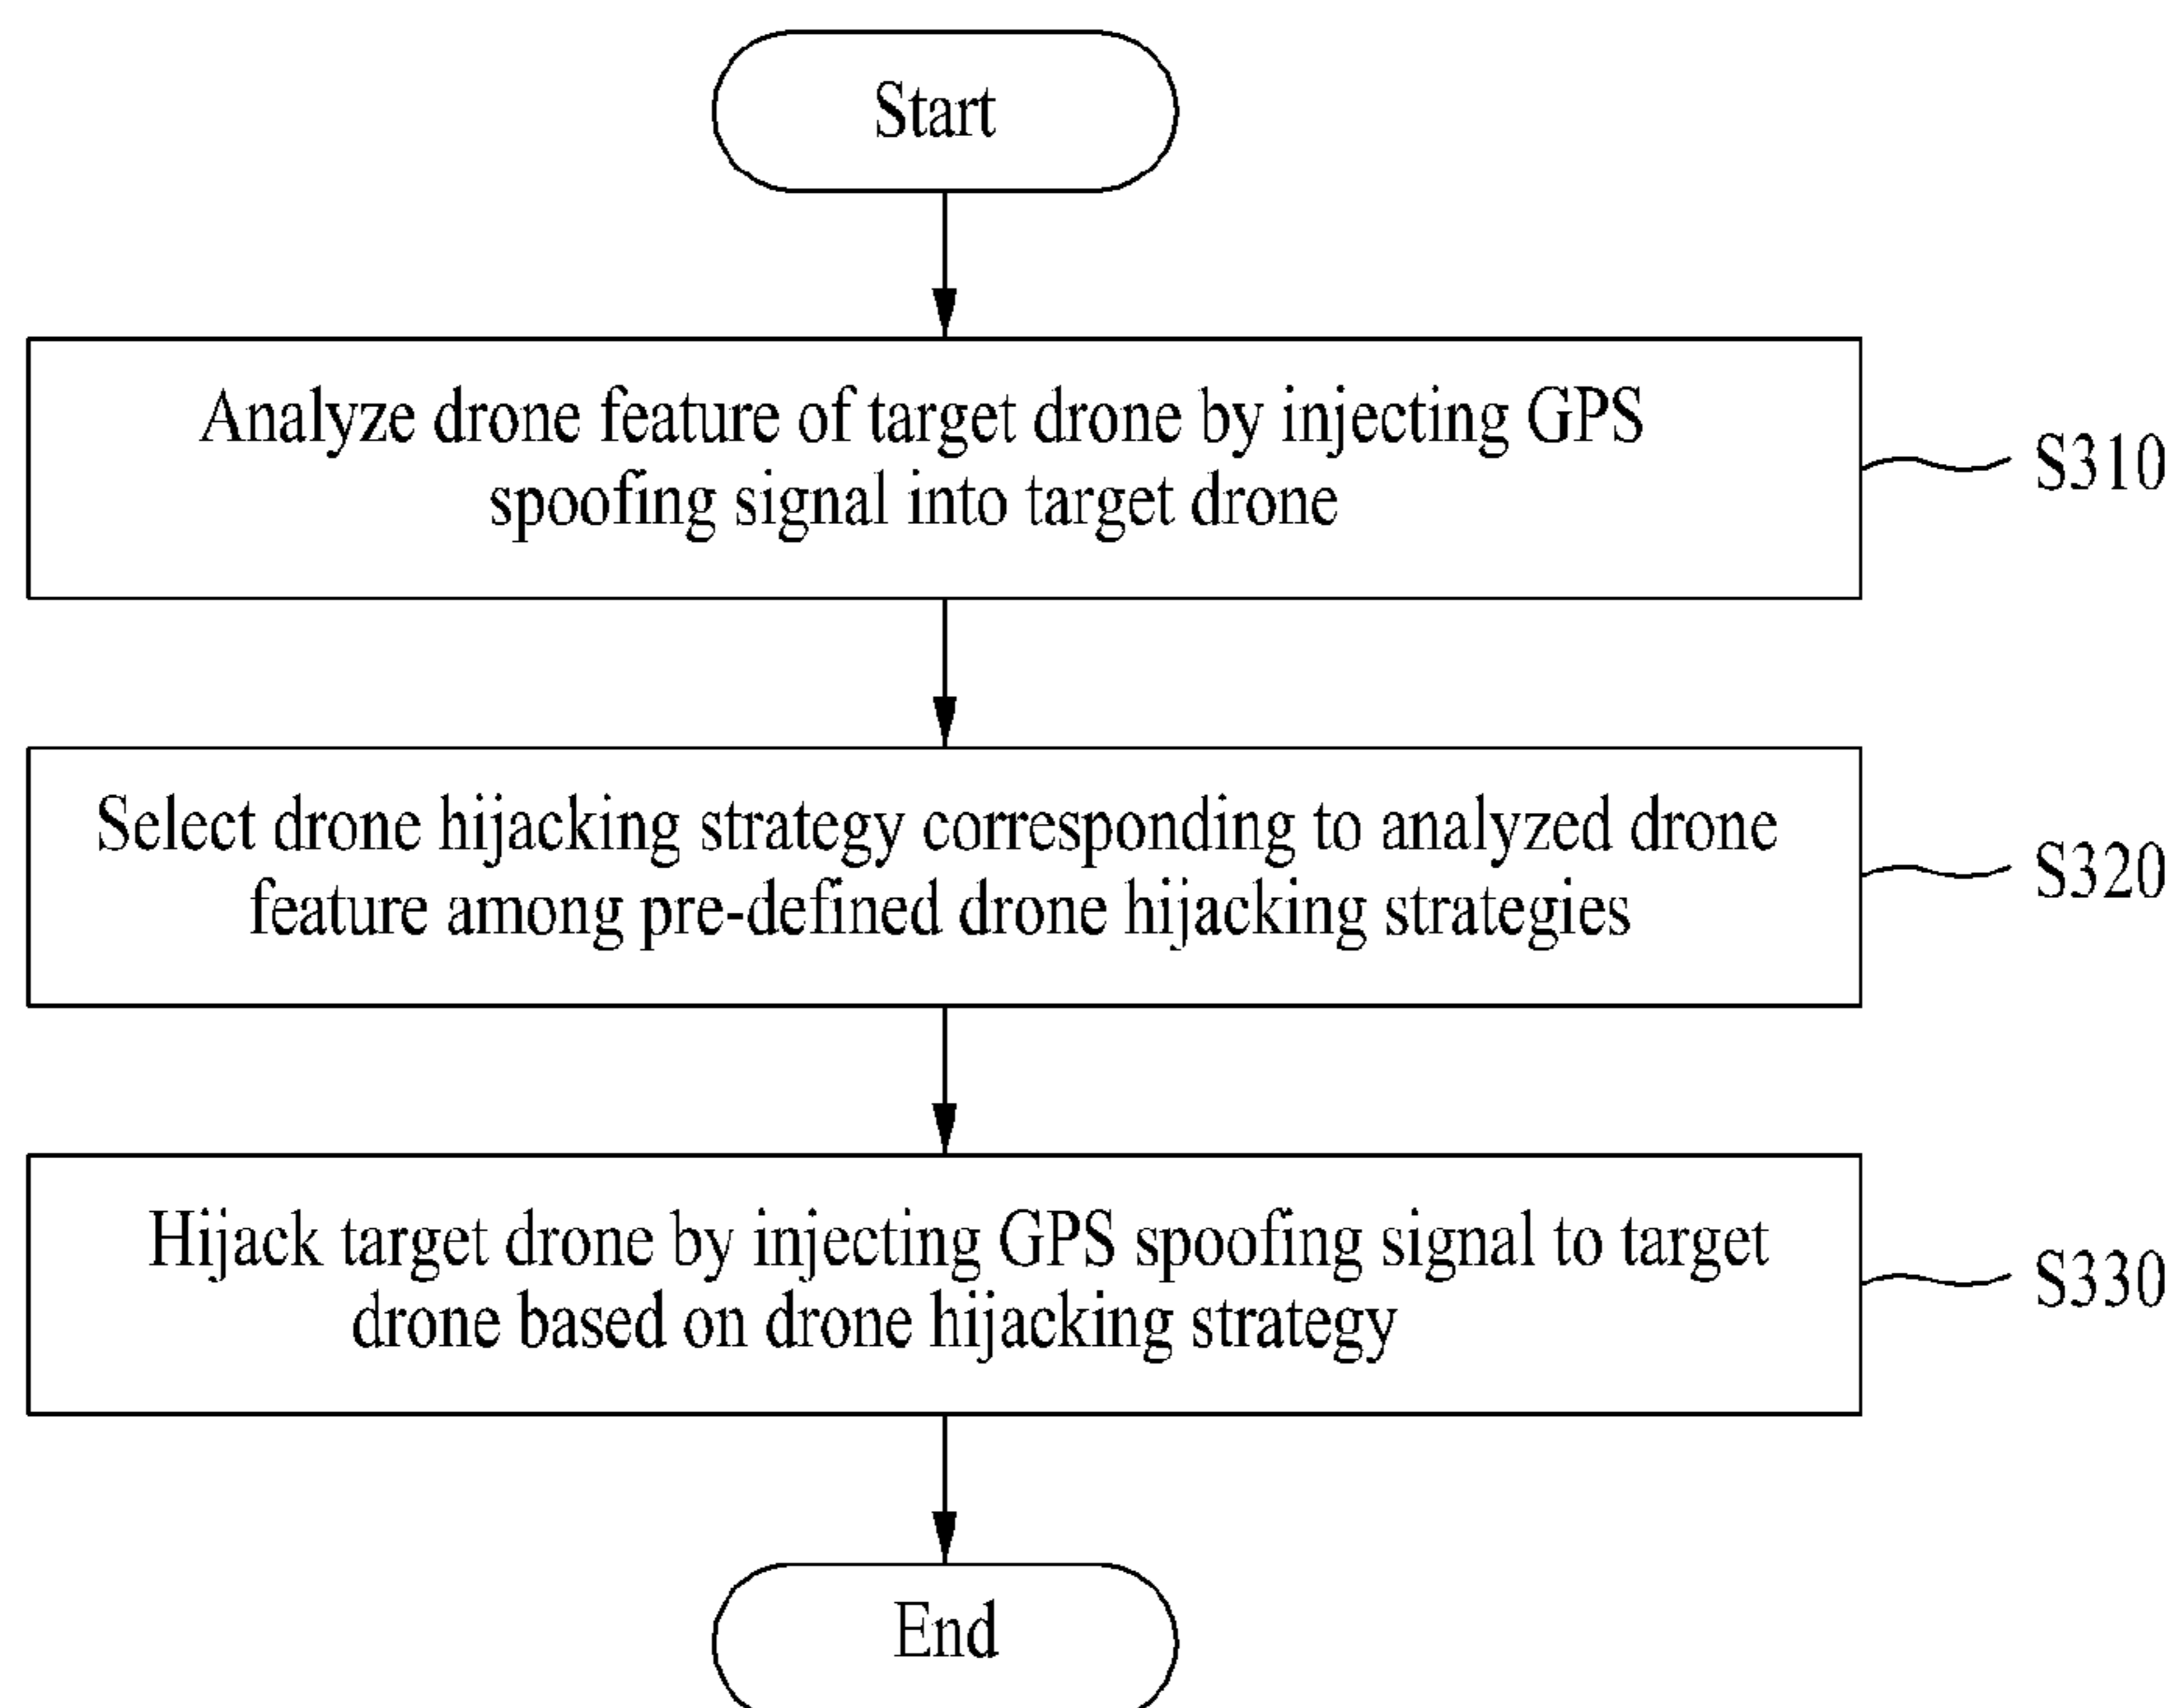 Start
Analyze drone feature of target drone by injecting GPS
spoofing signal into target drone
S310
Select drone hijacking strategy corresponding to analyzed drone
feature among pre-defined drone hijacking strategies
S320
Hijack target drone by injecting GPS spoofing signal to target
drone based on drone hijacking strategy
S330
End